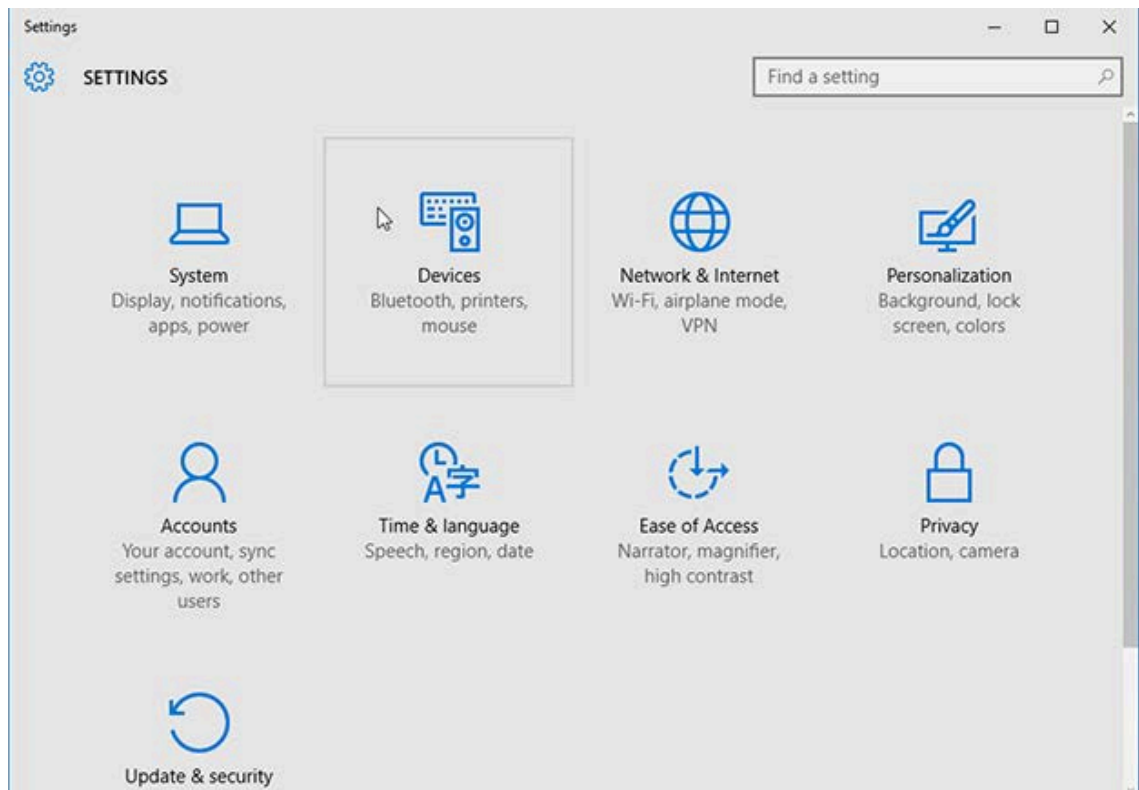 Settings
SETTINGS
Find a setting
System
Display, notifications,
apps, power
Devices
Bluetooth, printers,
mouse
Network & Internet
Wi-Fi, airplane mode,
VPN
Personalization
Background, lock
screen, colors
Accounts
Your account, sync
settings, work, other
users
Time & language
Speech, region, date
Ease of Access
Narrator, magnifier,
high contrast
Privacy
Location, camera
Update & security